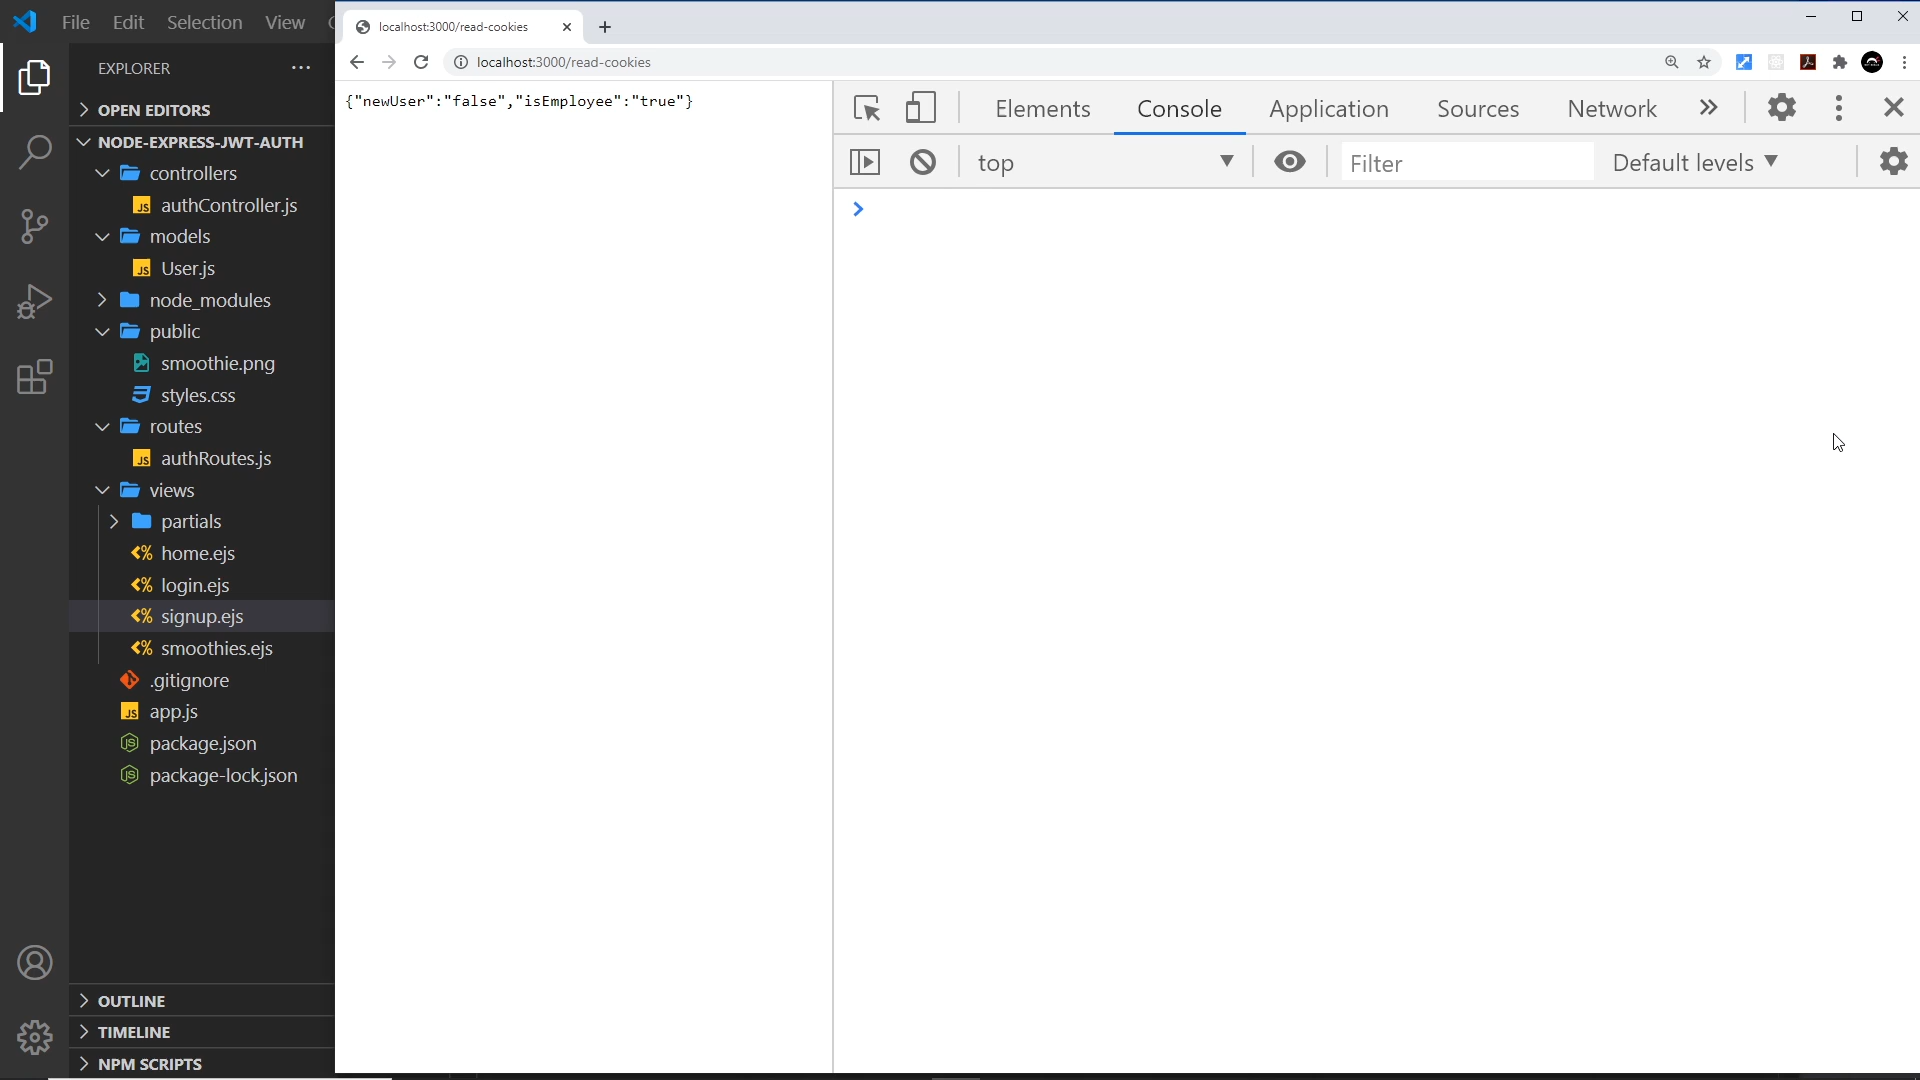 File Edit Selection View
EXPLORER
OPEN EDITORS
NODE-EXPRESS-JWT-AUTH
controllers
authController.js
models
User.js
node_modules
public
smoothie.png
styles.css
routes
authRoutes.js
views
partials
home.ejs
login.ejs
signup.ejs
smoothies.ejs
.gitignore
app.js
package.json
package-lock.json
OUTLINE
TIMELINE
NPM SCRIPTS
localhost:3000/read-cookies
localhost:3000/read-cookies
{"newUser":"false","isEmployee":"true"}
Elements Console Application Sources Network
top Filter Default levels